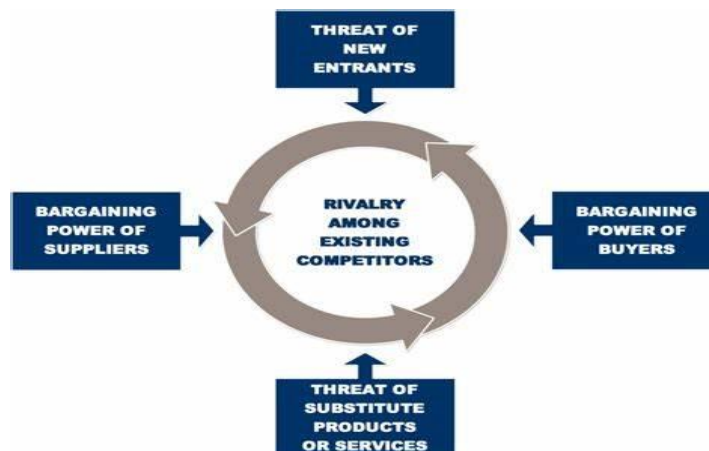 THREAT OF
NEW
ENTRANTS
BARGAINING
POWER OF
SUPPLIERS
RIVALRY
AMONG
EXISTING
COMPETITORS
BARGAINING
POWER OF
BUYERS
THREAT OF
SUBSTITUTE
PRODUCTS
OR SERVICES